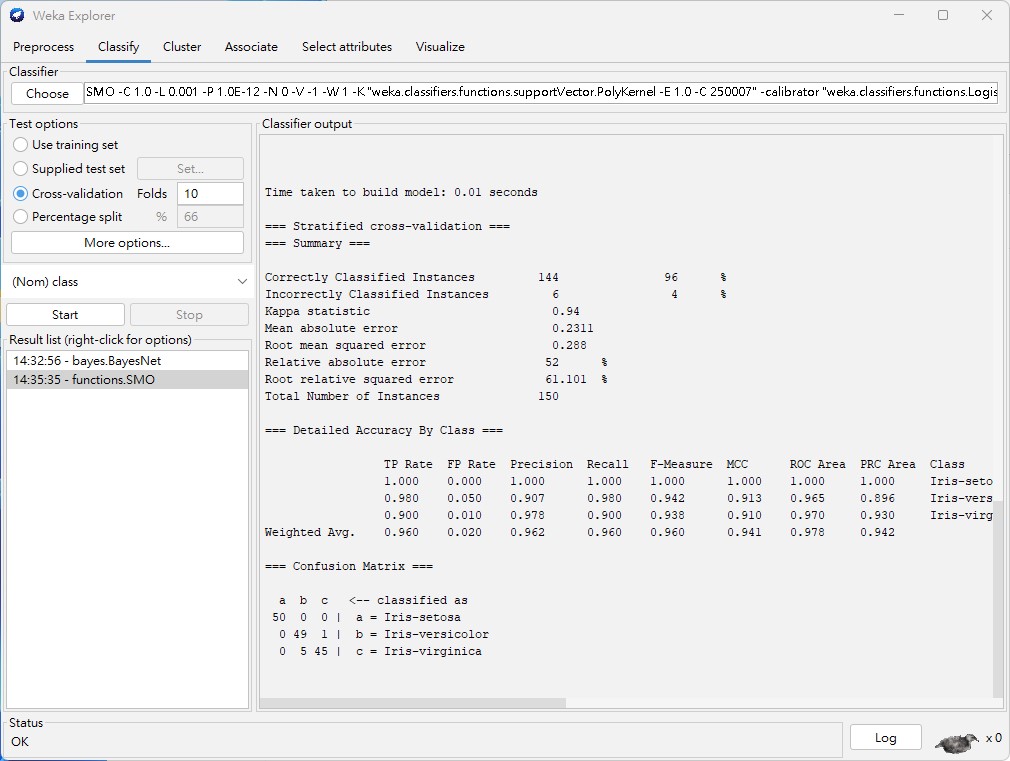 Weka Explorer
Preprocess Classify Cluster Associate Select attributes Visualize
Classifier
Choose SMO -C 1.0 -L 0.001 -P 1.0E-12 -N 0 -V -1 -W 1 -K "weka.classifiers.functions.supportVector.PolyKernel -E 1.0 -C 250007" -calibrator "weka.classifiers.functions.Logis
Test options
Use training set
Supplied test set Set...
Cross-validation Folds 10
Percentage split % 66
More options...
(Nom) class
Start Stop
Result list (right-click for options)
14:32:56 - bayes.BayesNet
14:35:35 - functions.SMO
Classifier output
Time taken to build model: 0.01 seconds
=== Stratified cross-validation ===
=== Summary ===
Correctly Classified Instances 144 96 %
Incorrectly Classified Instances 6 4 %
Kappa statistic 0.94
Mean absolute error 0.2311
Root mean squared error 0.288
Relative absolute error 52 %
Root relative squared error 61.101 %
Total Number of Instances 150
=== Detailed Accuracy By Class ===
TP Rate FP Rate Precision Recall F-Measure MCC ROC Area PRC Area Class
1.000 0.000 1.000 1.000 1.000 1.000 1.000 1.000 Iris-seto
0.980 0.050 0.907 0.980 0.942 0.913 0.965 0.896 Iris-vers
0.900 0.010 0.978 0.900 0.938 0.910 0.970 0.930 Iris-virg
Weighted Avg. 0.960 0.020 0.962 0.960 0.960 0.941 0.978 0.942
=== Confusion Matrix ===
a b c <-- classified as
50 0 0 | a = Iris-setosa
0 49 1 | b = Iris-versicolor
0 5 45 | c = Iris-virginica
Status
OK
Log x 0